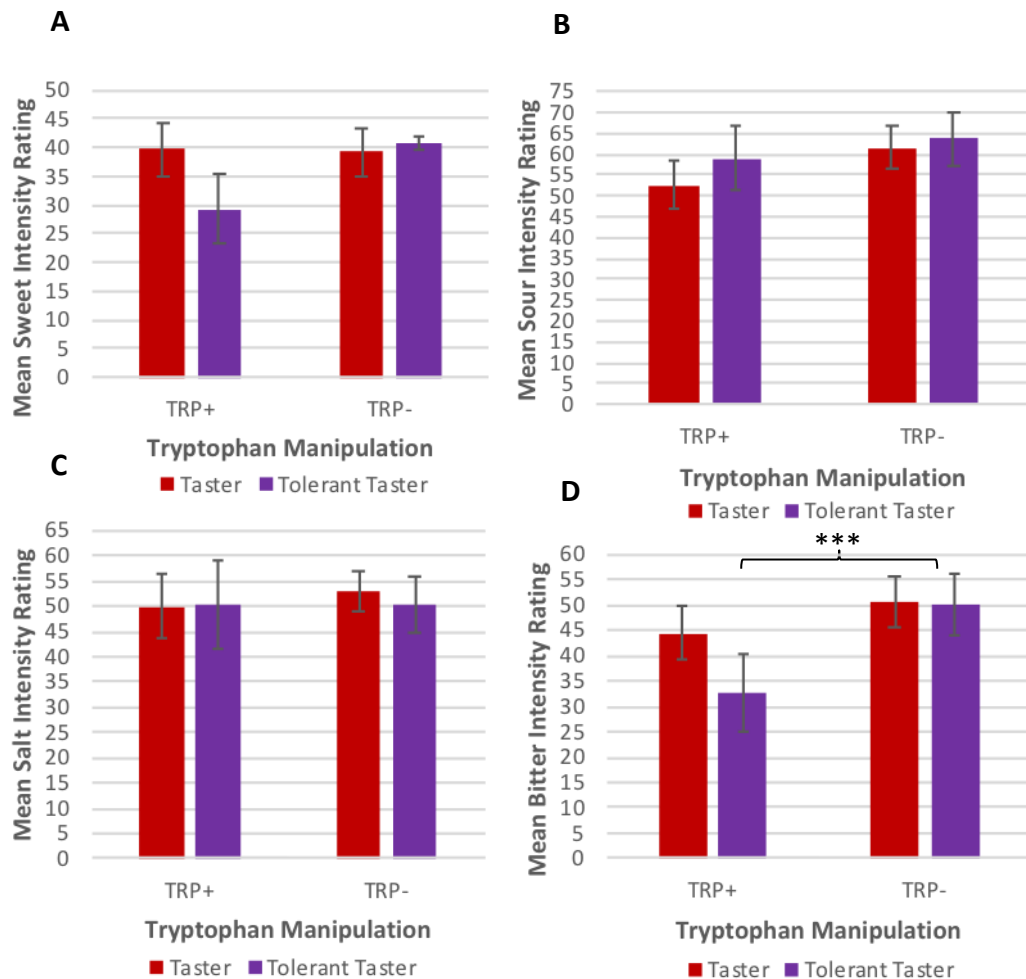 A
Mean Sweet Intensity Rating
50
45
40
35
30
25
20
15
10
5
0
TRP+ TRP-
Tryptophan Manipulation
Taster Tolerant Taster
B
Mean Sour Intensity Rating
75
70
65
60
55
50
45
40
35
30
25
20
15
10
5
0
TRP+ TRP-
Tryptophan Manipulation
Taster Tolerant Taster
C
Mean Salt Intensity Rating
65
60
55
50
45
40
35
30
25
20
15
10
5
0
TRP+ TRP-
Tryptophan Manipulation
Taster Tolerant Taster
D
***
Mean Bitter Intensity Rating
60
55
50
45
40
35
30
25
20
15
10
5
0
TRP+ TRP-
Tryptophan Manipulation
Taster Tolerant Taster